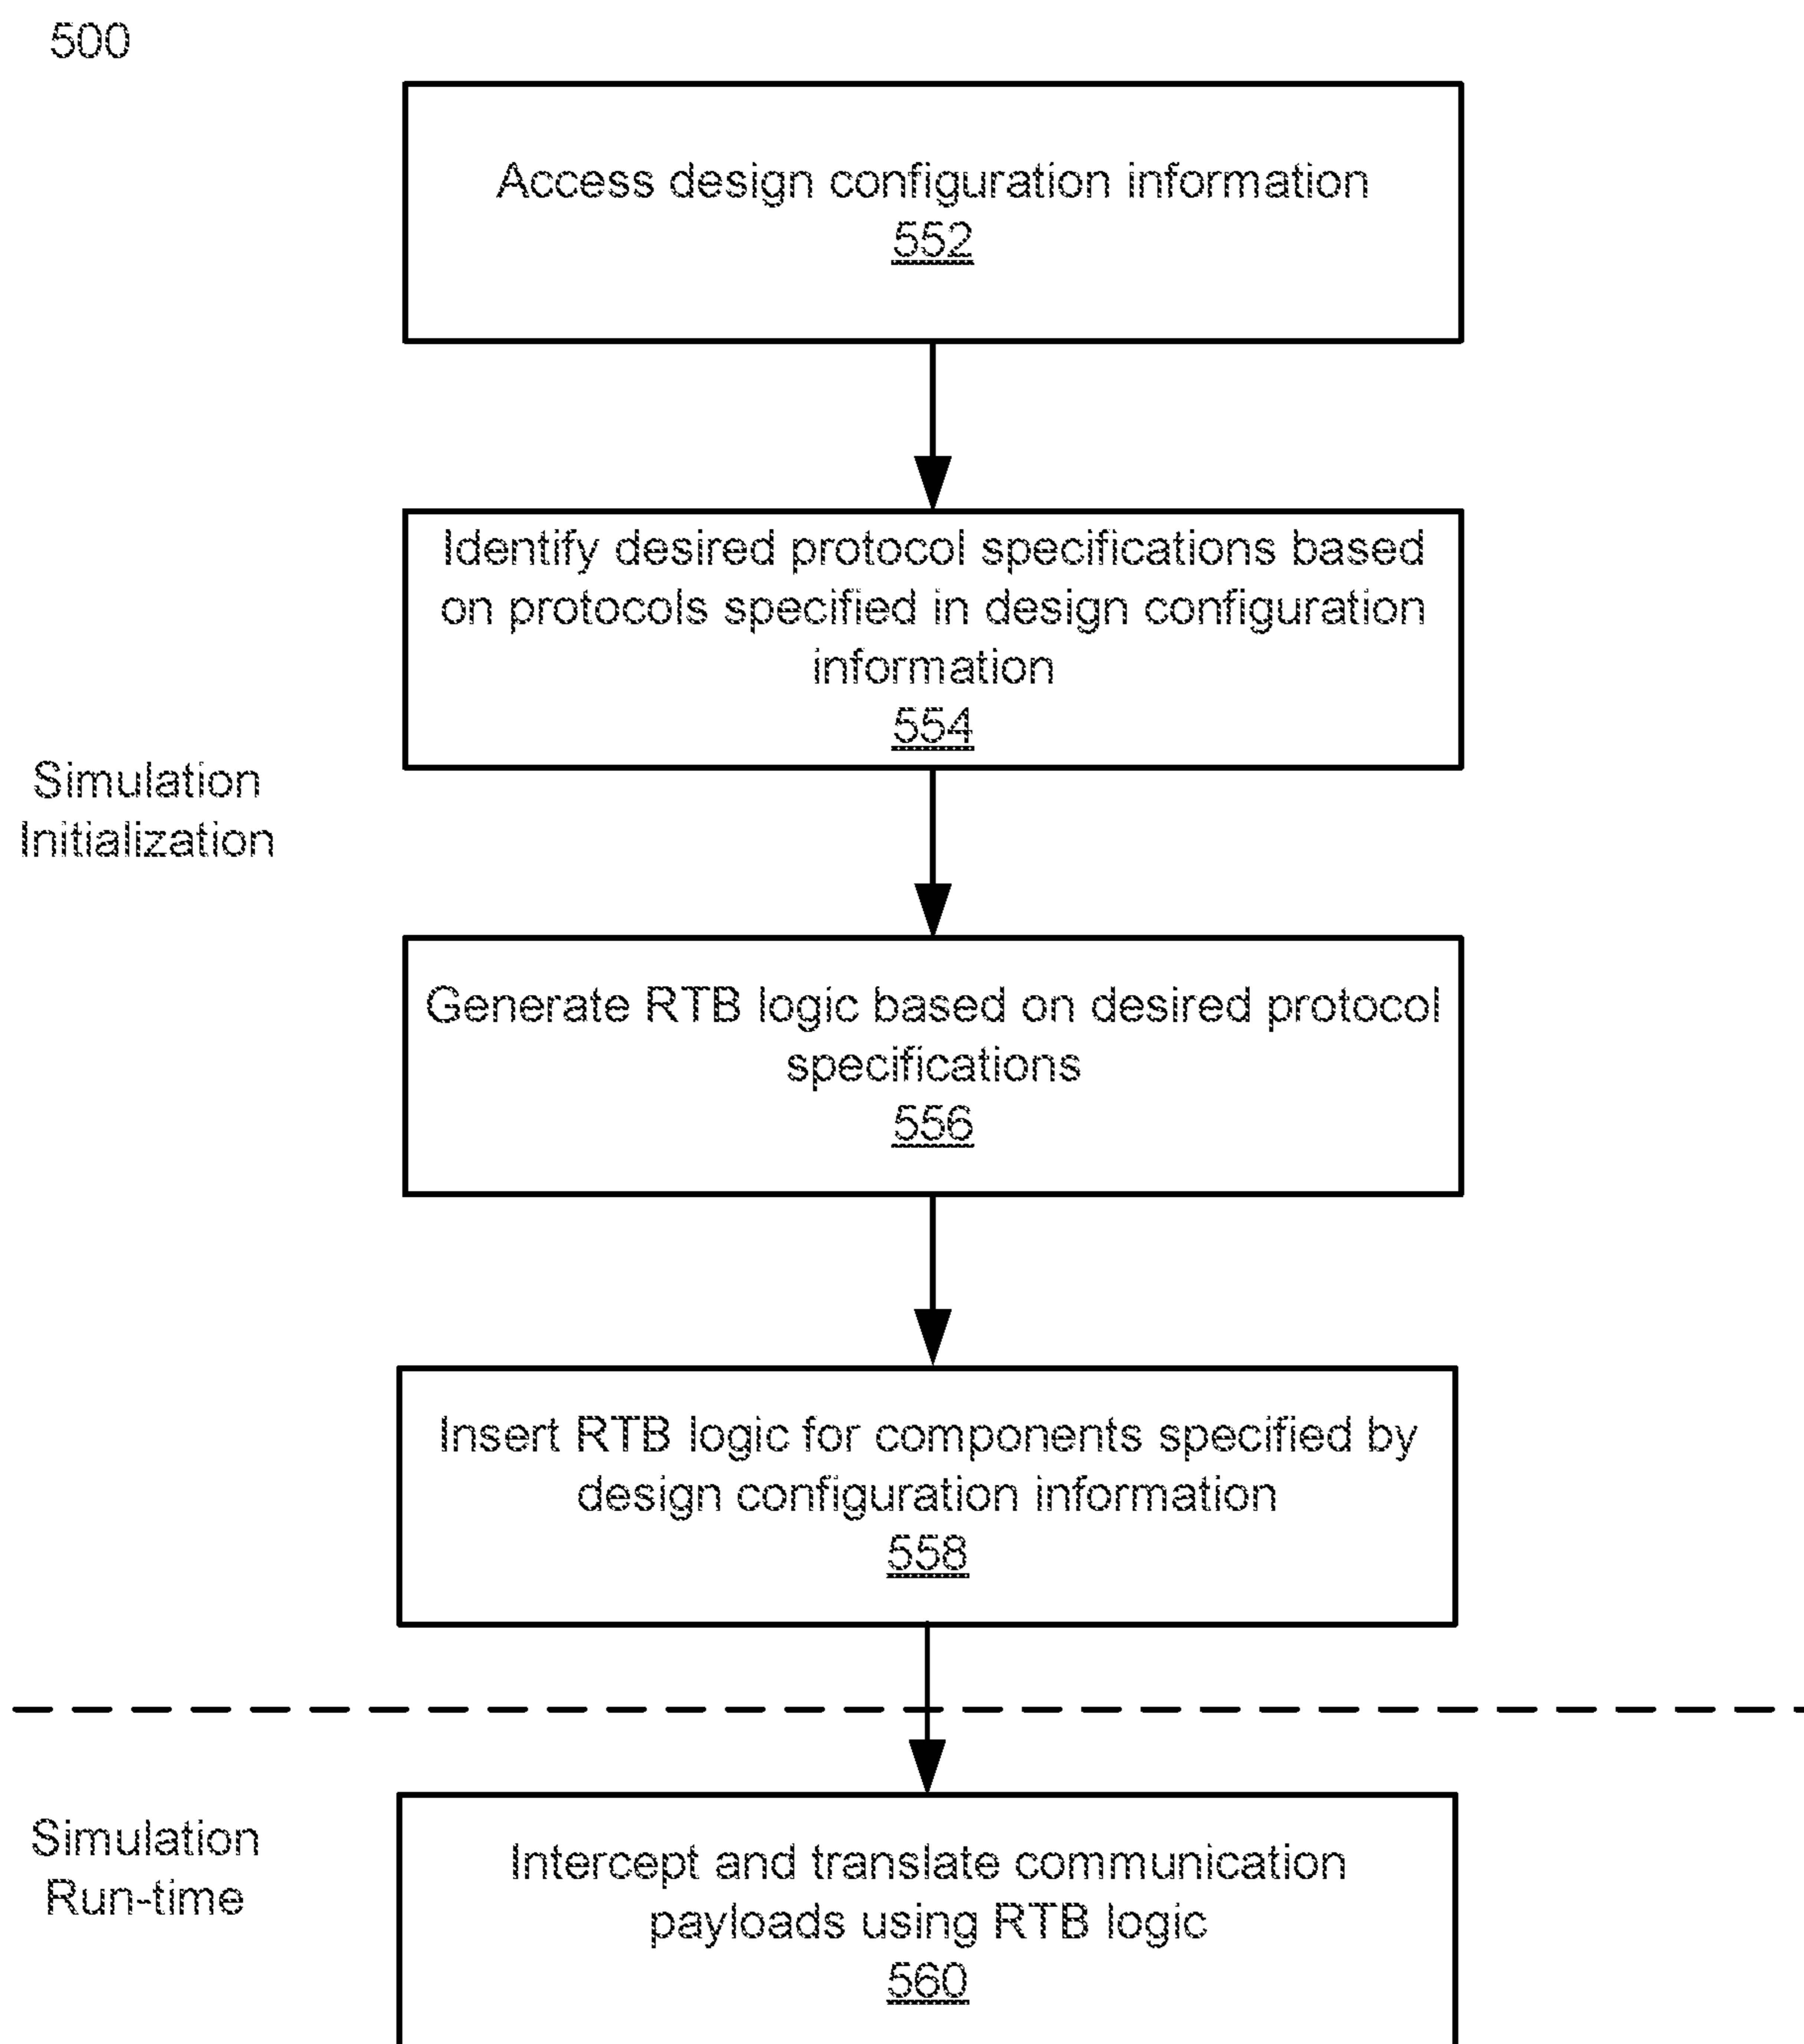 500
Access design configuration information
552
Identify desired protocol specifications based
on protocols specified in design configuration
information
554
Simulation
Initialization
Generate RTB logic based on desired protocol
specifications
556
Insert RTB logic for components specified by
design configuration information
558
Simulation
Run-time
Intercept and translate communication
payloads using RTB logic
560